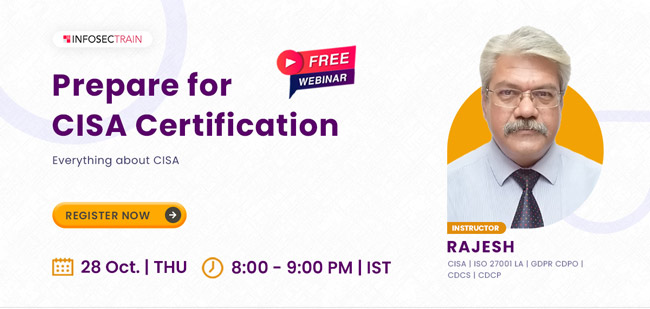 INFOSECTRAIN
FREE
WEBINAR
Prepare for
CISA Certification
Everything about CISA
REGISTER NOW
28 Oct. | THU
8:00 - 9:00 PM | IST
INSTRUCTOR
RAJESH
CISA | ISO 27001 LA | GDPR CDPO |
CDCS | CDCP